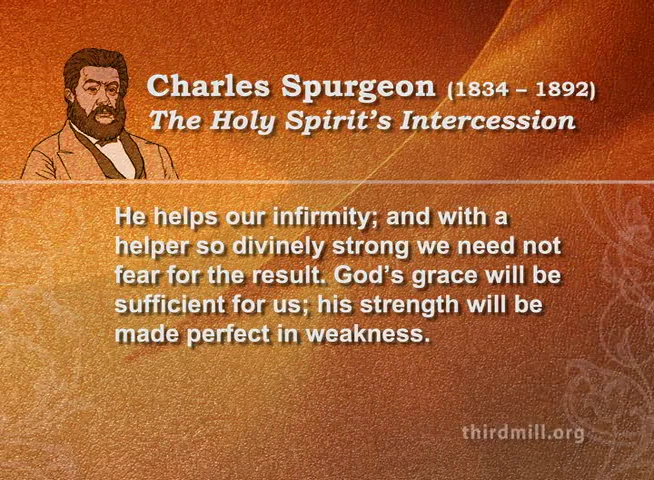 Charles Spurgeon (1834 – 1892)
The Holy Spirit's Intercession
He helps our infirmity; and with a
helper so divinely strong we need not
fear for the result. God's grace will be
sufficient for us; his strength will be
made perfect in weakness.
thirdmill.org